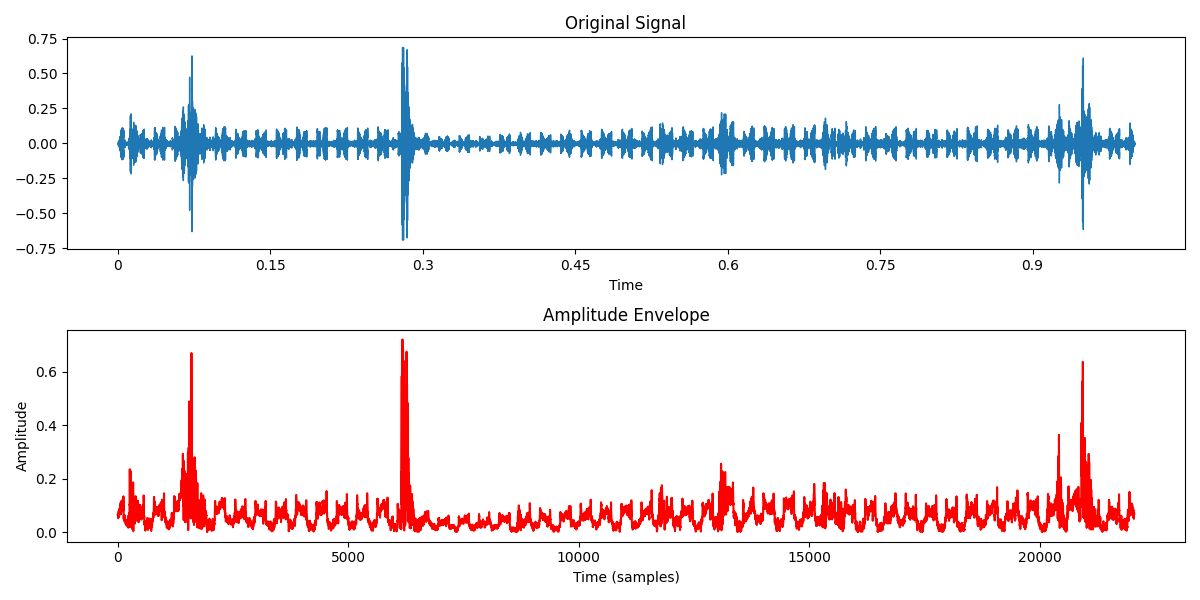 Original Signal
0.75
0.50
0.25
0.00
−0.25
−0.50
−0.75
0 0.15 0.3 0.45 0.6 0.75 0.9
Time
Amplitude Envelope
Amplitude
0.6
0.4
0.2
0.0
0 5000 10000 15000 20000
Time (samples)